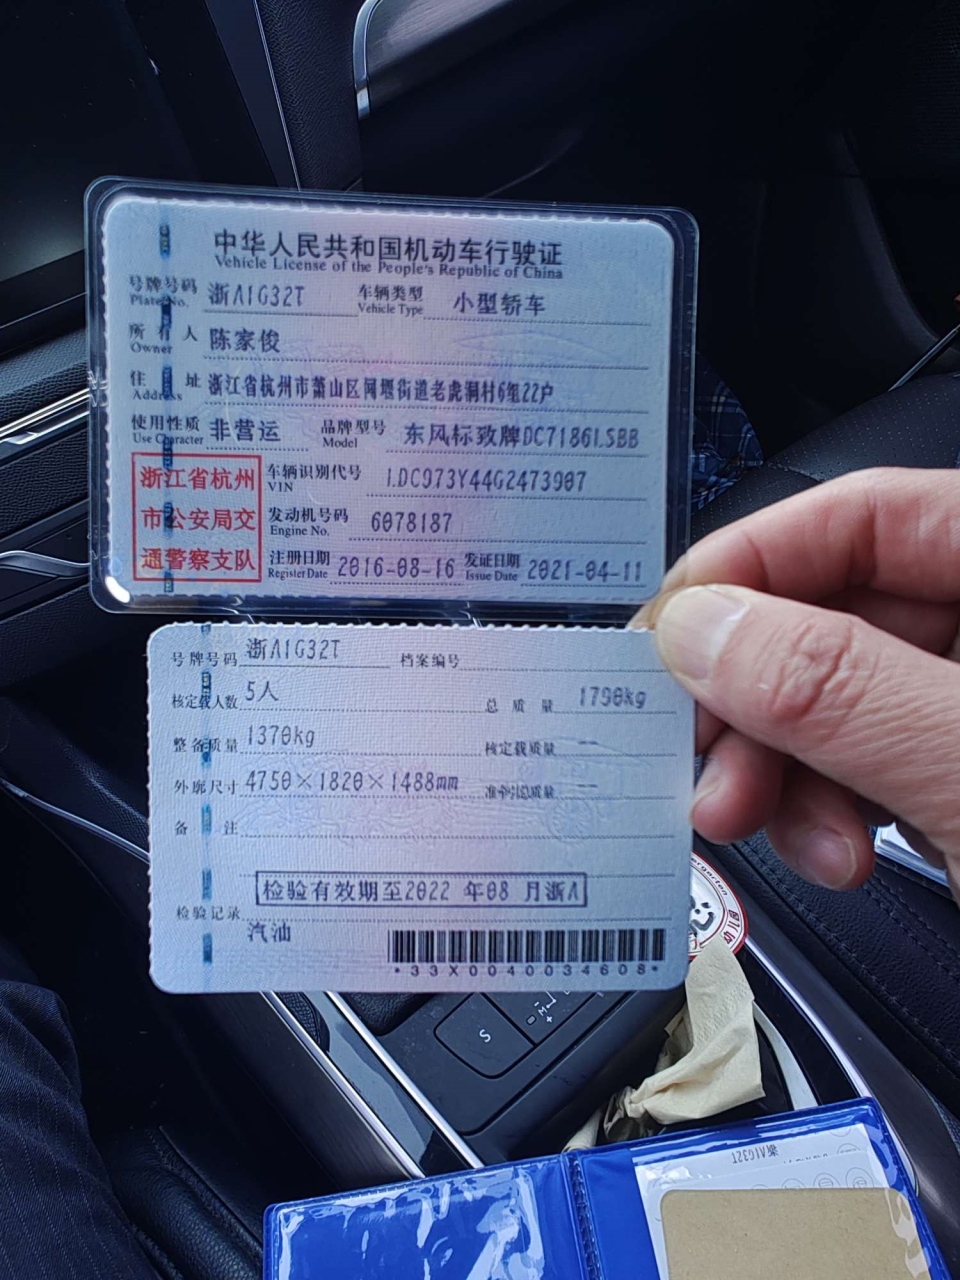 中华人民共和国机动车行驶证
Vehicle License of the People's Republic of China
号牌号码 浙A1G32T 车辆类型 小型轿车
Plate No. Vehicle Type
所有人 陈家俊
Owner
住址 浙江省杭州市萧山区闻堰街道老虎洞村6组22户
Address
使用性质 非营运 品牌型号 东风标致牌DC7186LSBB
Use Character Model
浙江省杭州
市公安局交
通警察支队
车辆识别代号 LDC973Y44G2473907
VIN
发动机号码 6078187
Engine No.
注册日期 2016-08-16 发证日期 2021-04-11
Register Date Issue Date
号牌号码 浙A1G32T 档案编号
核定载人数 5人 总质量 1790kg
整备质量 1370kg 核定载质量 --
外廓尺寸 4750×1820×1488mm 准牵引总质量 --
备注
检验有效期至2022 年08 月浙A
检验记录
汽油
*33X0040034608*
S
M
+
幼儿园
浙A1G32T